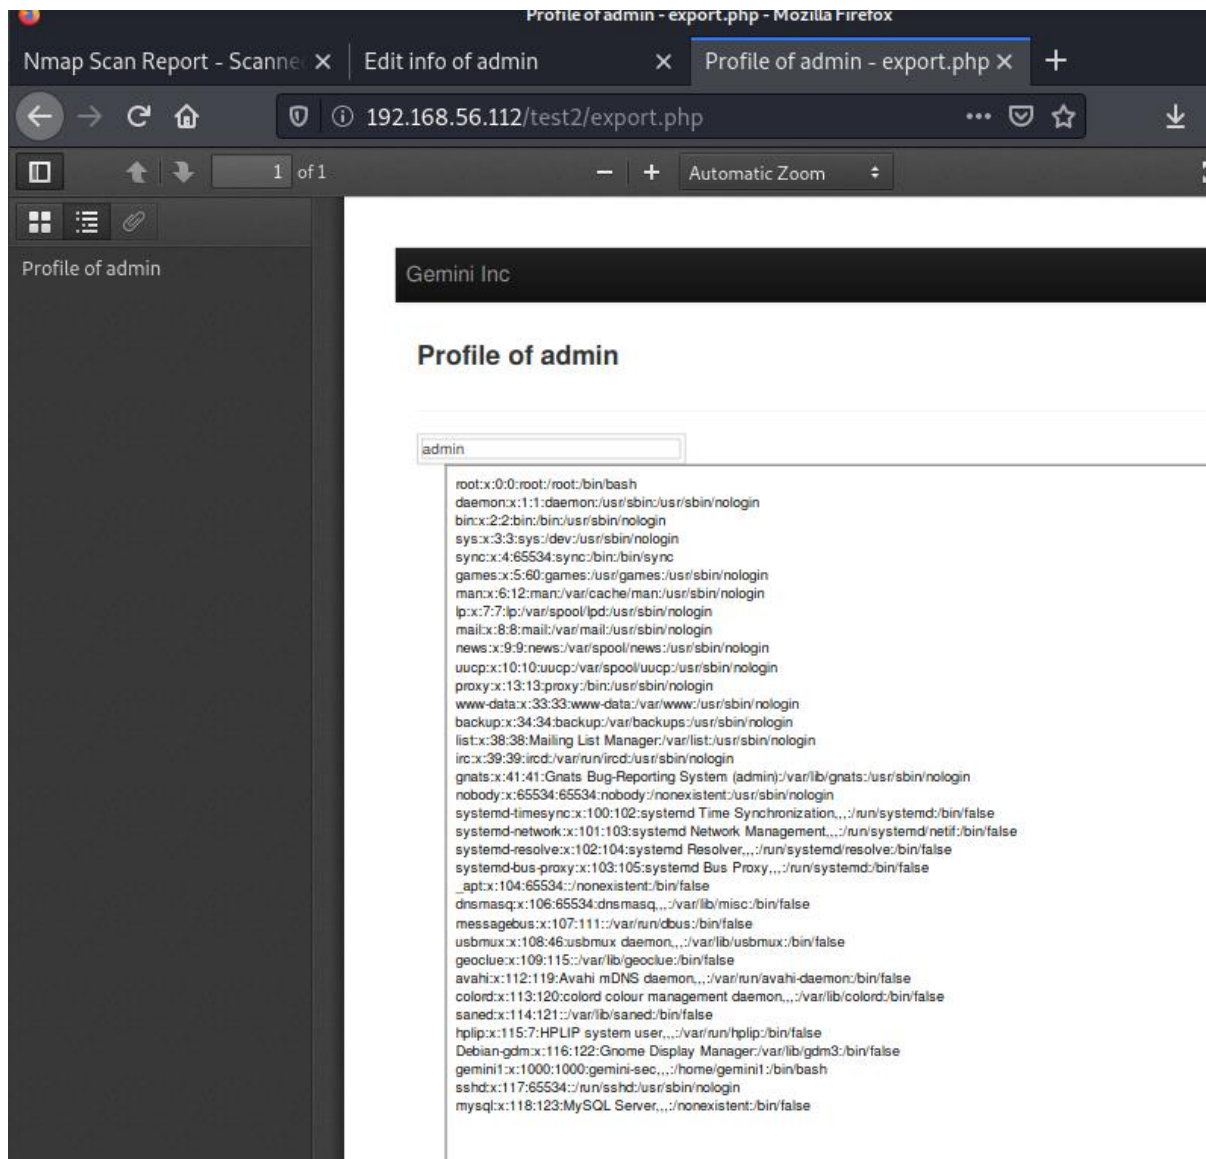 Profile of admin - export.php - Mozilla Firefox
Nmap Scan Report - Scanne
Edit info of admin
Profile of admin - export.php
192.168.56.112/test2/export.php
1 of 1
Automatic Zoom
Profile of admin
Gemini Inc
Profile of admin
admin
root:x:0:0:root:/root:/bin/bash
daemon:x:1:1:daemon:/usr/sbin:/usr/sbin/nologin
bin:x:2:2:bin:/bin:/usr/sbin/nologin
sys:x:3:3:sys:/dev:/usr/sbin/nologin
sync:x:4:65534:sync:/bin:/bin/sync
games:x:5:60:games:/usr/games:/usr/sbin/nologin
man:x:6:12:man:/var/cache/man:/usr/sbin/nologin
lp:x:7:7:lp:/var/spool/lpd:/usr/sbin/nologin
mail:x:8:8:mail:/var/mail:/usr/sbin/nologin
news:x:9:9:news:/var/spool/news:/usr/sbin/nologin
uucp:x:10:10:uucp:/var/spool/uucp:/usr/sbin/nologin
proxy:x:13:13:proxy:/bin:/usr/sbin/nologin
www-data:x:33:33:www-data:/var/www:/usr/sbin/nologin
backup:x:34:34:backup:/var/backups:/usr/sbin/nologin
list:x:38:38:Mailing List Manager:/var/list:/usr/sbin/nologin
irc:x:39:39:ircd:/var/run/ircd:/usr/sbin/nologin
gnats:x:41:41:Gnats Bug-Reporting System (admin):/var/lib/gnats:/usr/sbin/nologin
nobody:x:65534:65534:nobody:/nonexistent:/usr/sbin/nologin
systemd-timesync:x:100:102:systemd Time Synchronization,,,:/run/systemd:/bin/false
systemd-network:x:101:103:systemd Network Management,,,:/run/systemd/netif:/bin/false
systemd-resolve:x:102:104:systemd Resolver,,,:/run/systemd/resolve:/bin/false
systemd-bus-proxy:x:103:105:systemd Bus Proxy,,,:/run/systemd:/bin/false
_apt:x:104:65534::/nonexistent:/bin/false
dnsmasq:x:106:65534:dnsmasq,,,:/var/lib/misc:/bin/false
messagebus:x:107:111::/var/run/dbus:/bin/false
usbmux:x:108:46:usbmux daemon,,,:/var/lib/usbmux:/bin/false
geoclue:x:109:115::/var/lib/geoclue:/bin/false
avahi:x:112:119:Avahi mDNS daemon,,,:/var/run/avahi-daemon:/bin/false
colord:x:113:120:colord colour management daemon,,,:/var/lib/colord:/bin/false
saned:x:114:121::/var/lib/saned:/bin/false
hplip:x:115:7:HPLIP system user,,,:/var/run/hplip:/bin/false
Debian-gdm:x:116:122:Gnome Display Manager:/var/lib/gdm3:/bin/false
gemini1:x:1000:1000:gemini-sec,,,:/home/gemini1:/bin/bash
sshd:x:117:65534::/run/sshd:/usr/sbin/nologin
mysql:x:118:123:MySQL Server,,,:/nonexistent:/bin/false